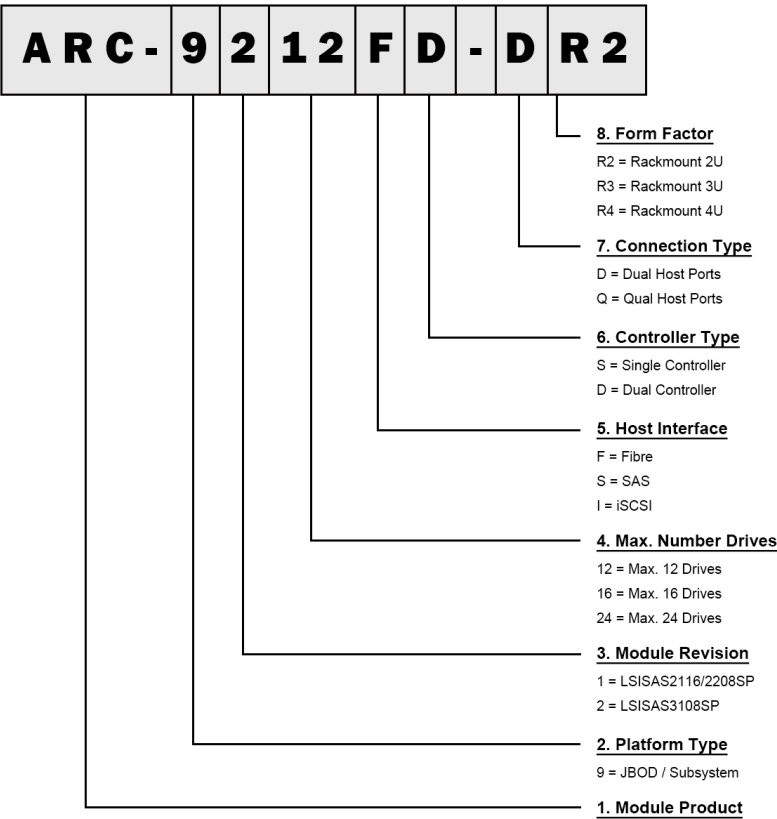 ARC-9212FD-DR2
8. Form Factor
R2 = Rackmount 2U
R3 = Rackmount 3U
R4 = Rackmount 4U
7. Connection Type
D = Dual Host Ports
Q = Qual Host Ports
6. Controller Type
S = Single Controller
D = Dual Controller
5. Host Interface
F = Fibre
S = SAS
I = iSCSI
4. Max. Number Drives
12 = Max. 12 Drives
16 = Max. 16 Drives
24 = Max. 24 Drives
3. Module Revision
1 = LSISAS2116/2208SP
2 = LSISAS3108SP
2. Platform Type
9 = JBOD / Subsystem
1. Module Product